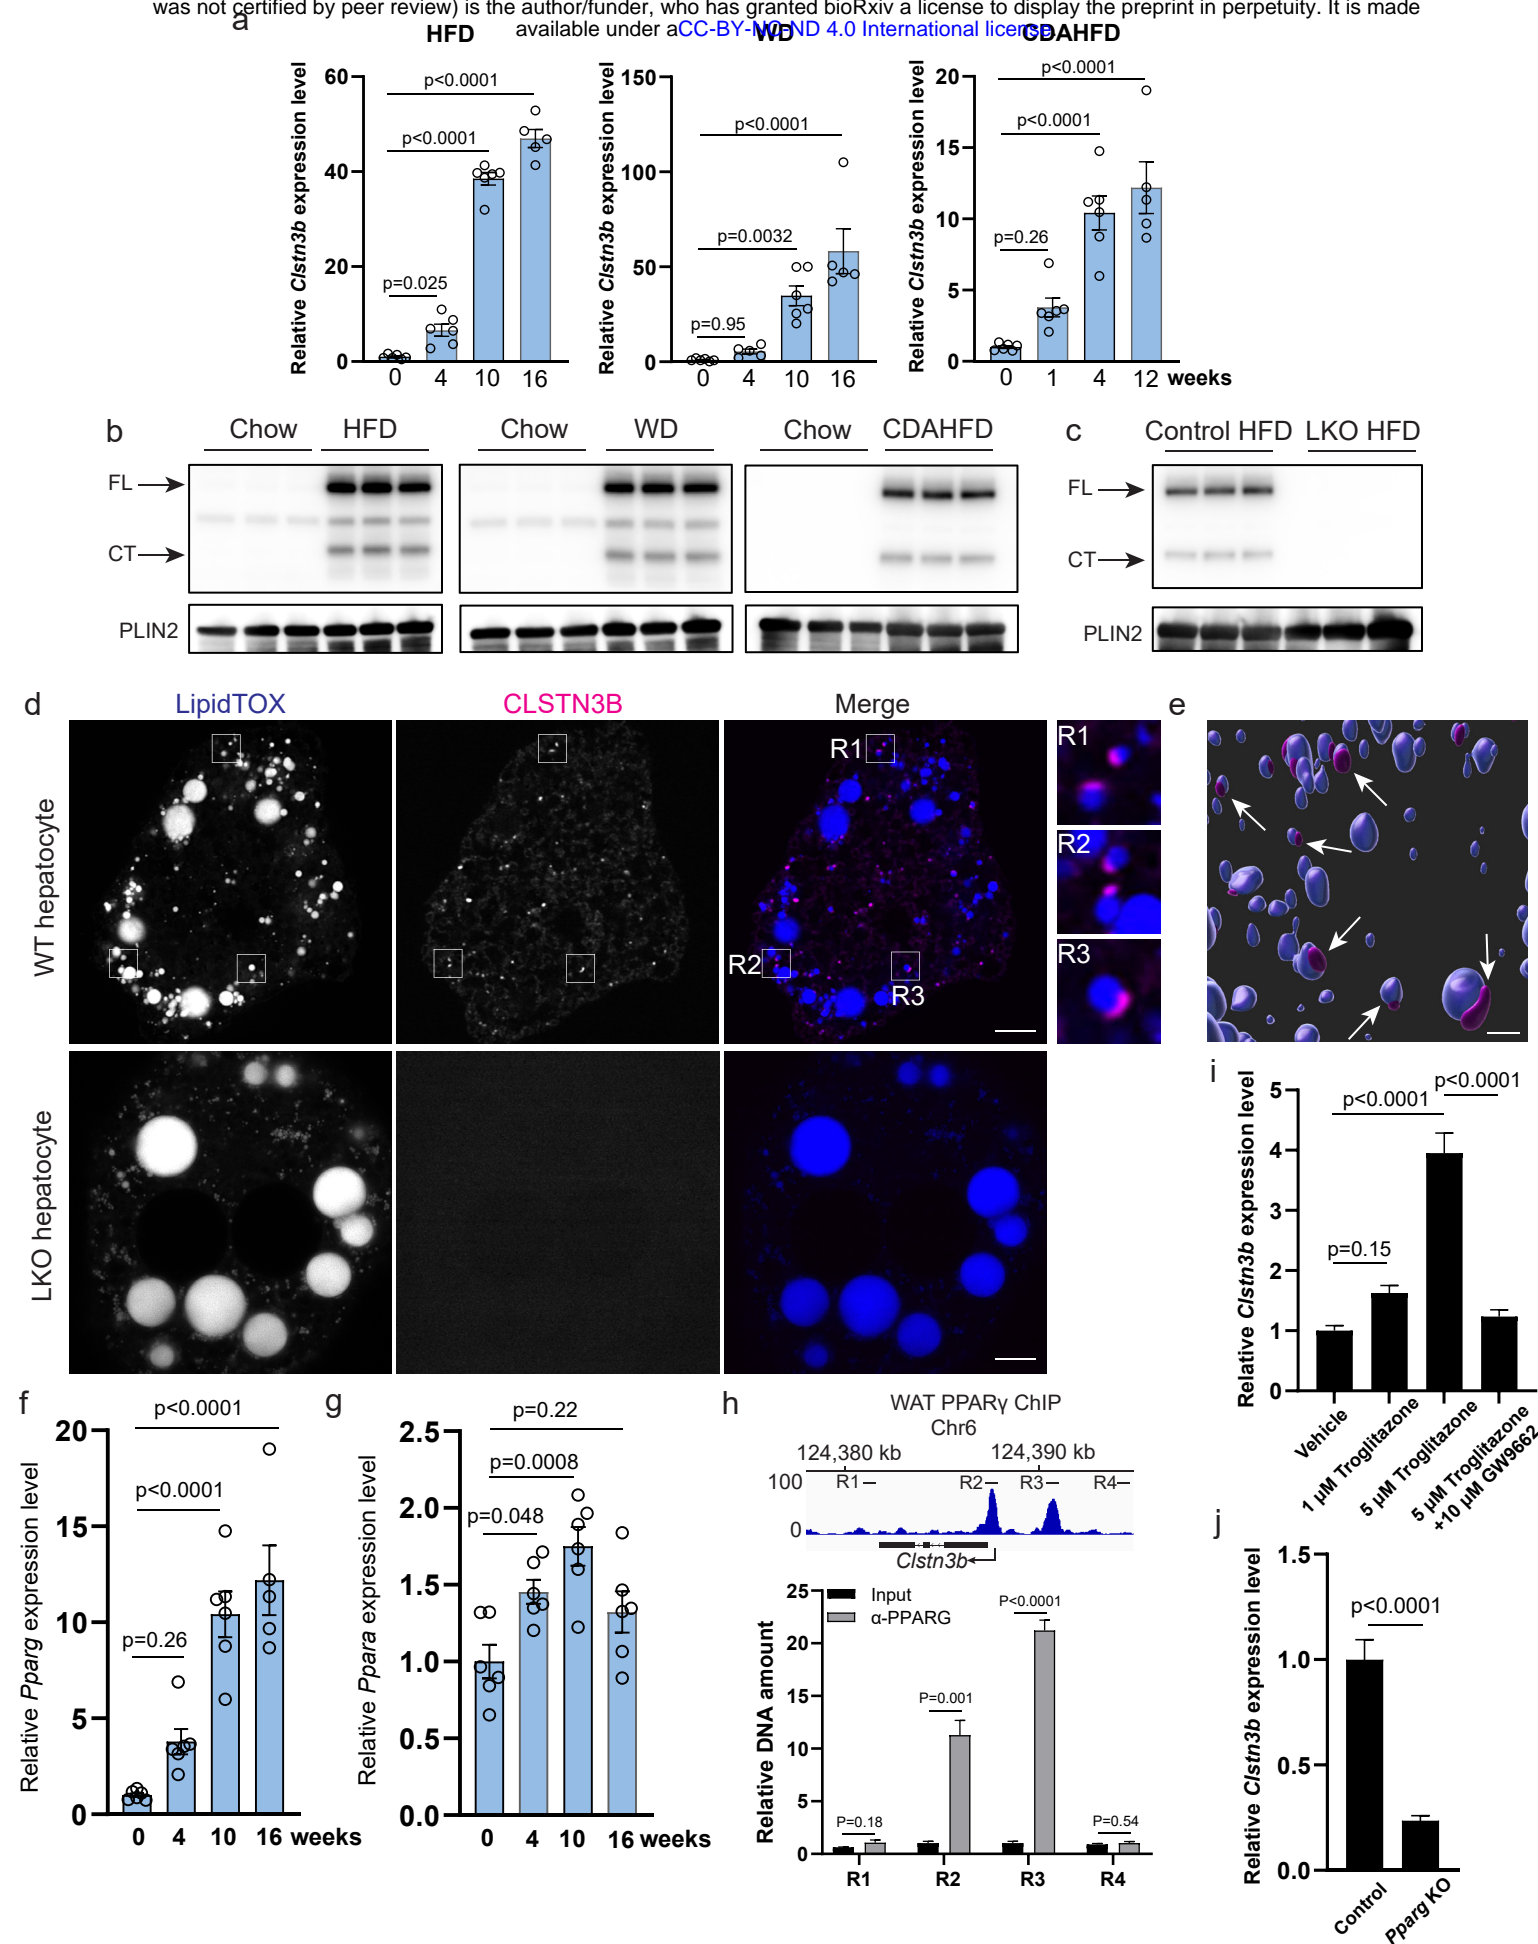 was not certified by peer review) is the author/funder, who has granted bioRxiv a license to display the preprint in perpetuity. It is made
available under aCC-BY-NC-ND 4.0 International license.
a
HFD
WD
CDAHFD
Relative Clstn3b expression level
60
40
20
0
p<0.0001
p<0.0001
p=0.025
0 4 10 16
Relative Clstn3b expression level
150
100
50
0
p<0.0001
p=0.0032
p=0.95
0 4 10 16
Relative Clstn3b expression level
20
15
10
5
0
p<0.0001
p<0.0001
p=0.26
0 1 4 12 weeks
b
Chow HFD
Chow WD
Chow CDAHFD
FL
CT
PLIN2
c
Control HFD LKO HFD
FL
CT
PLIN2
d
LipidTOX
CLSTN3B
Merge
WT hepatocyte
LKO hepatocyte
R1
R2
R3
R1
R2
R3
e
f
Relative Pparg expression level
20
15
10
5
0
p<0.0001
p<0.0001
p=0.26
0 4 10 16 weeks
g
Relative Ppara expression level
2.5
2.0
1.5
1.0
0.5
0.0
p=0.22
p=0.0008
p=0.048
0 4 10 16 weeks
h
WAT PPARγ ChIP
Chr6
124,380 kb 124,390 kb
100
0
R1 R2 R3 R4
Clstn3b
Relative DNA amount
25
20
15
10
5
0
Input
α-PPARG
P=0.18
P=0.001
P<0.0001
P=0.54
R1 R2 R3 R4
i
Relative Clstn3b expression level
5
4
3
2
1
0
p<0.0001
p<0.0001
p=0.15
Vehicle
1 µM Troglitazone
5 µM Troglitazone
5 µM Troglitazone
+10 µM GW9662
j
Relative Clstn3b expression level
1.5
1.0
0.5
0.0
p<0.0001
Control
Pparg KO